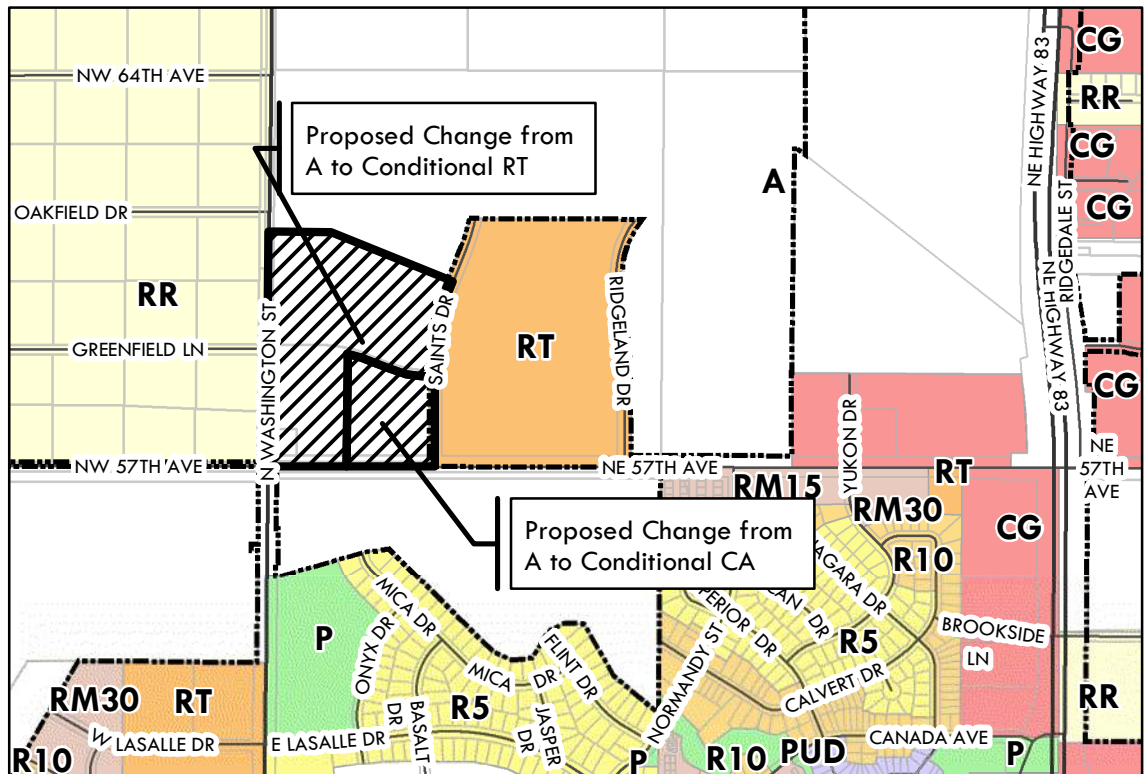 CG
NW 64TH AVE
NE HIGHWAY 83
RR
Proposed Change from
A to Conditional RT
CG
A
RIDGEDALE ST
CG
OAKFIELD DR
RR
SAINTS DR
RIDGELAND DR
NE HIGHWAY 83
N WASHINGTON ST
GREENFIELD LN
RT
CG
NW 57TH AVE
NE 57TH AVE
YUKON DR
NE
57TH
AVE
RM15
RT
RM30
CG
Proposed Change from
A to Conditional CA
R10
AGARA DR
CAN DR
PERIOR DR
MICA DR
P
ONYX DR
FLINT DR
BROOKSIDE
LN
R5
NORMANDY ST
MICA DR
CALVERT DR
RM30
RT
R5
RR
BASALT DR
JASPER DR
W LASALLE DR
E LASALLE DR
CANADA AVE
R10
P
R10
PUD
P